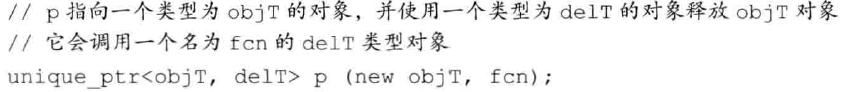 // p 指向一个类型为 objT 的对象，并使用一个类型为 delT 的对象释放 objT 对象
// 它会调用一个名为 fcn 的 delT 类型对象
unique_ptr<objT, delT> p (new objT, fcn);